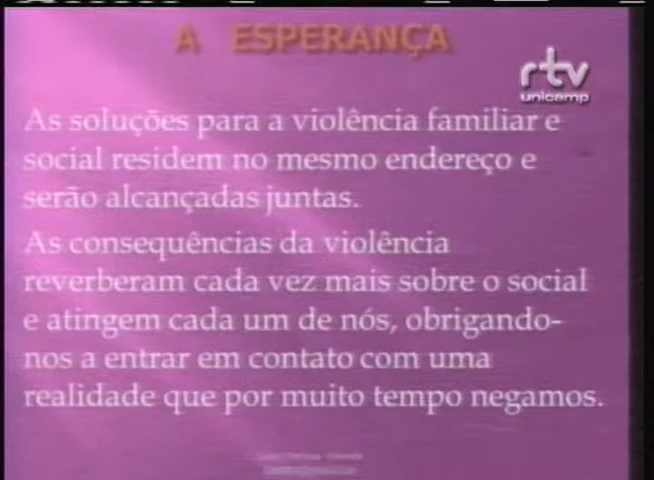 A ESPERANÇA
rtv
unicamp
As soluções para a violência familiar e
social residem no mesmo endereço e
serão alcançadas juntas.
As consequências da violência
reverberam cada vez mais sobre o social
e atingem cada um de nós, obrigando-
nos a entrar em contato com uma
realidade que por muito tempo negamos.